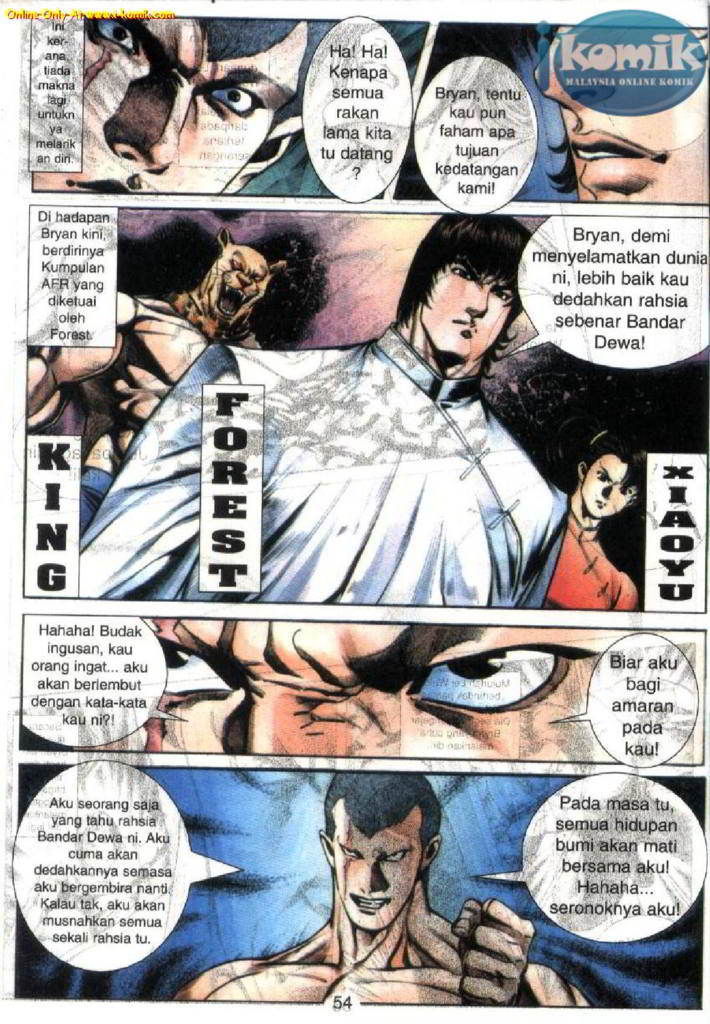 Online Only At www.i-komik.com
ikomik
MALAYSIA ONLINE KOMIK
Ini
ker-
ana
tiada
makna
lagi
untukn
ya
melarik
an diri.
Ha! Ha!
Kenapa
semua
rakan
lama kita
tu datang
?
Bryan, tentu
kau pun
faham apa
tujuan
kedatangan
kami!
Di hadapan
Bryan kini,
berdirinya
Kumpulan
AFR yang
diketuai
oleh
Forest.
Bryan, demi
menyelamatkan dunia
ni, lebih baik kau
dedahkan rahsia
sebenar Bandar
Dewa!
KING
FOREST
XIAOYU
Hahaha! Budak
ingusan, kau
orang ingat... aku
akan berlembut
dengan kata-kata
kau ni?!
Biar aku
bagi
amaran
pada
kau!
Aku seorang saja
yang tahu rahsia
Bandar Dewa ni. Aku
cuma akan
dedahkannya semasa
aku bergembira nanti.
Kalau tak, aku akan
musnahkan semua
sekali rahsia tu.
Pada masa tu,
semua hidupan
bumi akan mati
bersama aku!
Hahaha...
seronoknya aku!
54